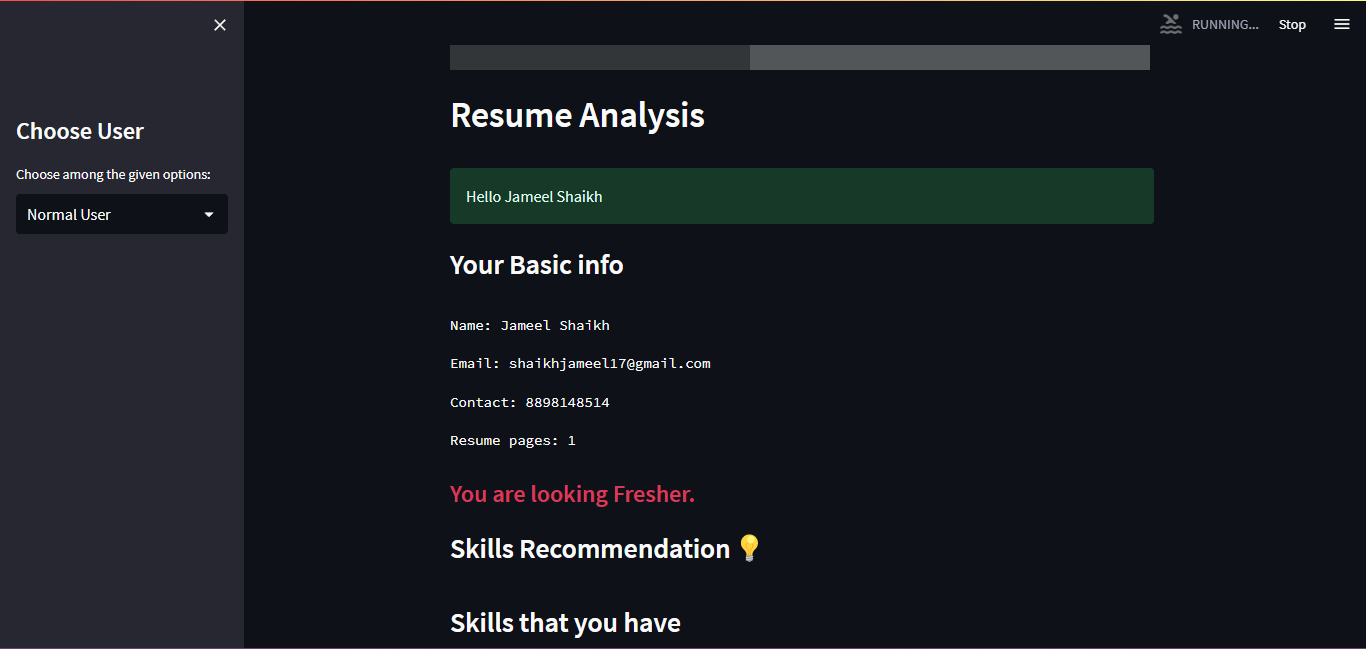 RUNNING...
Stop
Choose User
Choose among the given options:
Normal User
Resume Analysis
Hello Jameel Shaikh
Your Basic info
Name: Jameel Shaikh
Email: shaikhjameel17@gmail.com
Contact: 8898148514
Resume pages: 1
You are looking Fresher.
Skills Recommendation 💡
Skills that you have